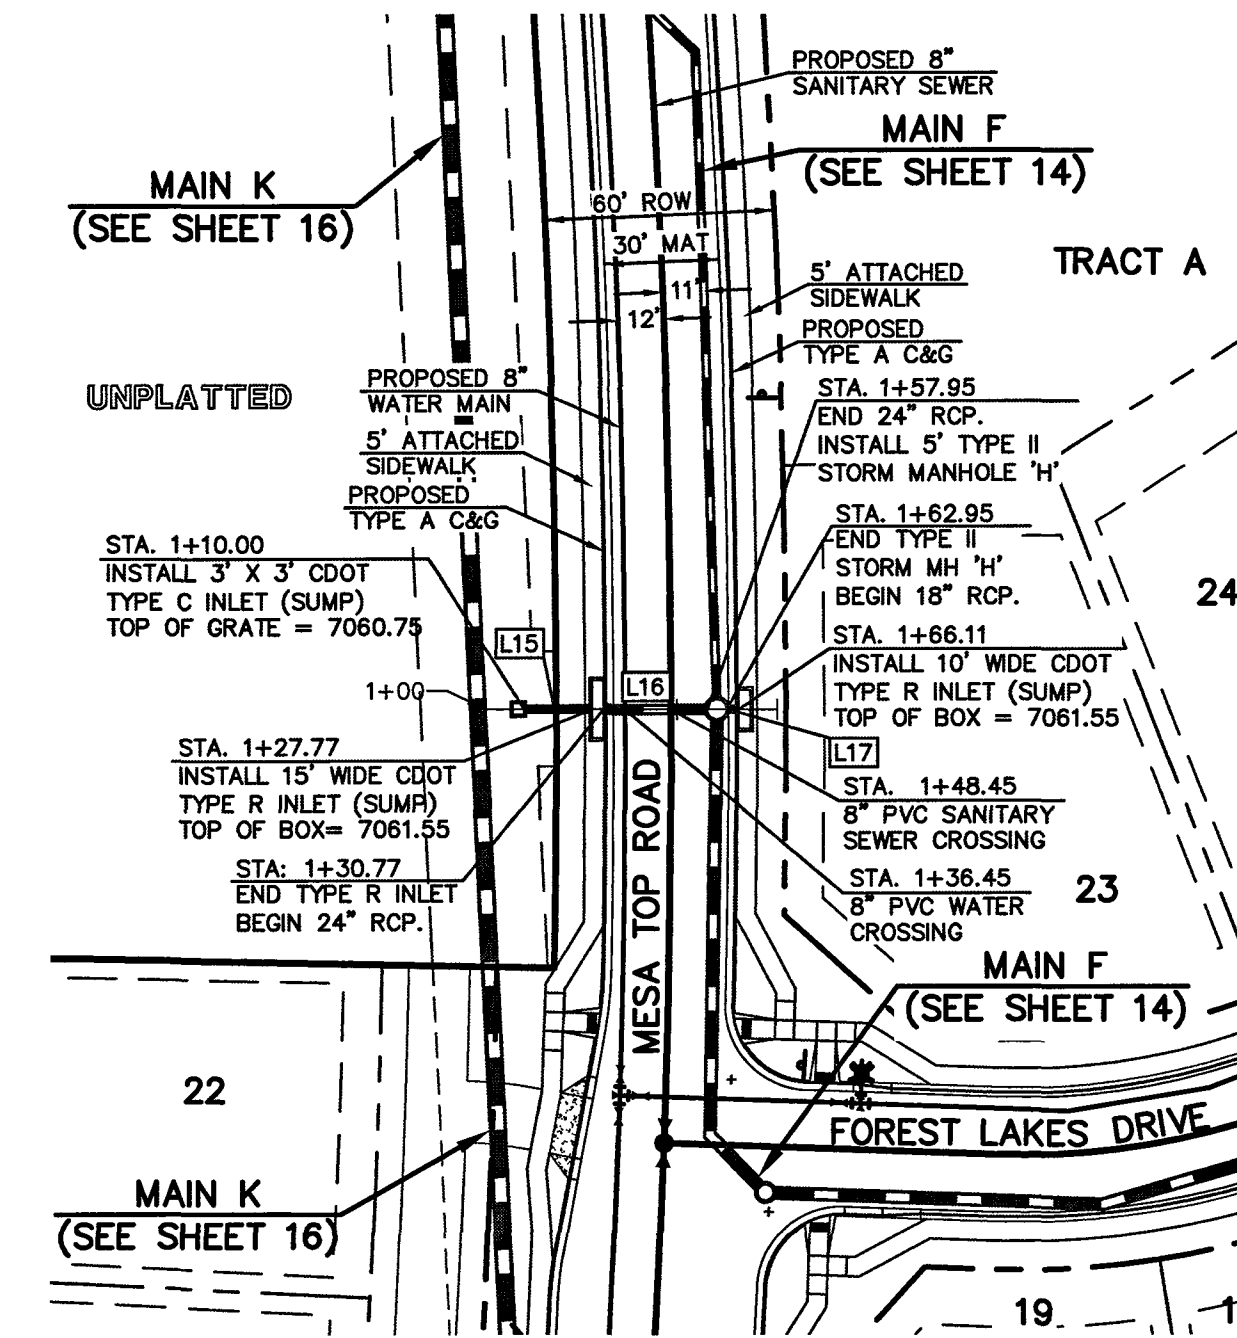 PROPOSED 8"
SANITARY SEWER
MAIN F
(SEE SHEET 14)
MAIN K
(SEE SHEET 16)
60' ROW
30' MAT
TRACT A
5' ATTACHED
SIDEWALK
11'
12'
PROPOSED
TYPE A C&G
UNPLATTED
PROPOSED 8"
WATER MAIN
5' ATTACHED
SIDEWALK
PROPOSED
TYPE A C&G
STA. 1+57.95
END 24" RCP.
INSTALL 5' TYPE II
STORM MANHOLE 'H'
STA. 1+62.95
END TYPE II
STORM MH 'H'
BEGIN 18" RCP.
STA. 1+10.00
INSTALL 3' X 3' CDOT
TYPE C INLET (SUMP)
TOP OF GRATE = 7060.75
24
STA. 1+66.11
INSTALL 10' WIDE CDOT
TYPE R INLET (SUMP)
TOP OF BOX = 7061.55
L15
L16
1+00
L17
STA. 1+27.77
INSTALL 15' WIDE CDOT
TYPE R INLET (SUMP)
TOP OF BOX= 7061.55
STA. 1+48.45
8" PVC SANITARY
SEWER CROSSING
STA: 1+30.77
END TYPE R INLET
BEGIN 24" RCP.
STA. 1+36.45
8" PVC WATER
CROSSING
23
MESA TOP ROAD
MAIN F
(SEE SHEET 14)
22
FOREST LAKES DRIVE
MAIN K
(SEE SHEET 16)
19
1